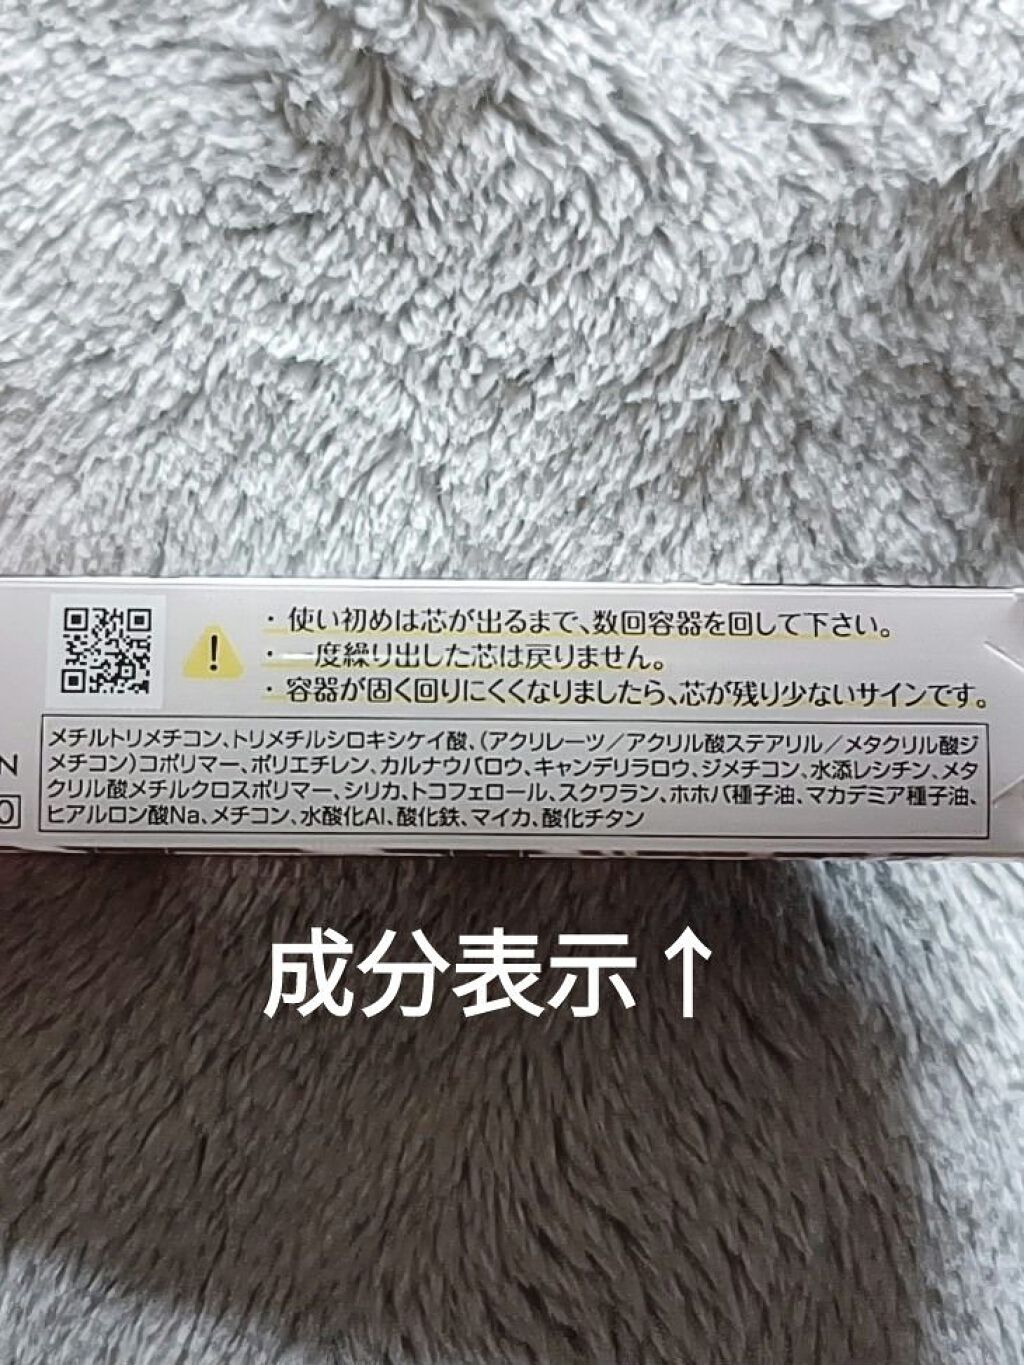 ・使い初めは芯が出るまで、数回容器を回して下さい。
・一度繰り出した芯は戻りません。
・容器が固く回りにくくなりましたら、芯が残り少ないサインです。
メチルトリメチコン、トリメチルシロキシケイ酸、(アクリレーツ／アクリル酸ステアリル／メタクリル酸ジ
メチコン)コポリマー、ポリエチレン、カルナウバロウ、キャンデリラロウ、ジメチコン、水添レシチン、メタ
クリル酸メチルクロスポリマー、シリカ、トコフェロール、スクワラン、ホホバ種子油、マカデミア種子油、
ヒアルロン酸Na、メチコン、水酸化Al、酸化鉄、マイカ、酸化チタン
N
0
成分表示↑